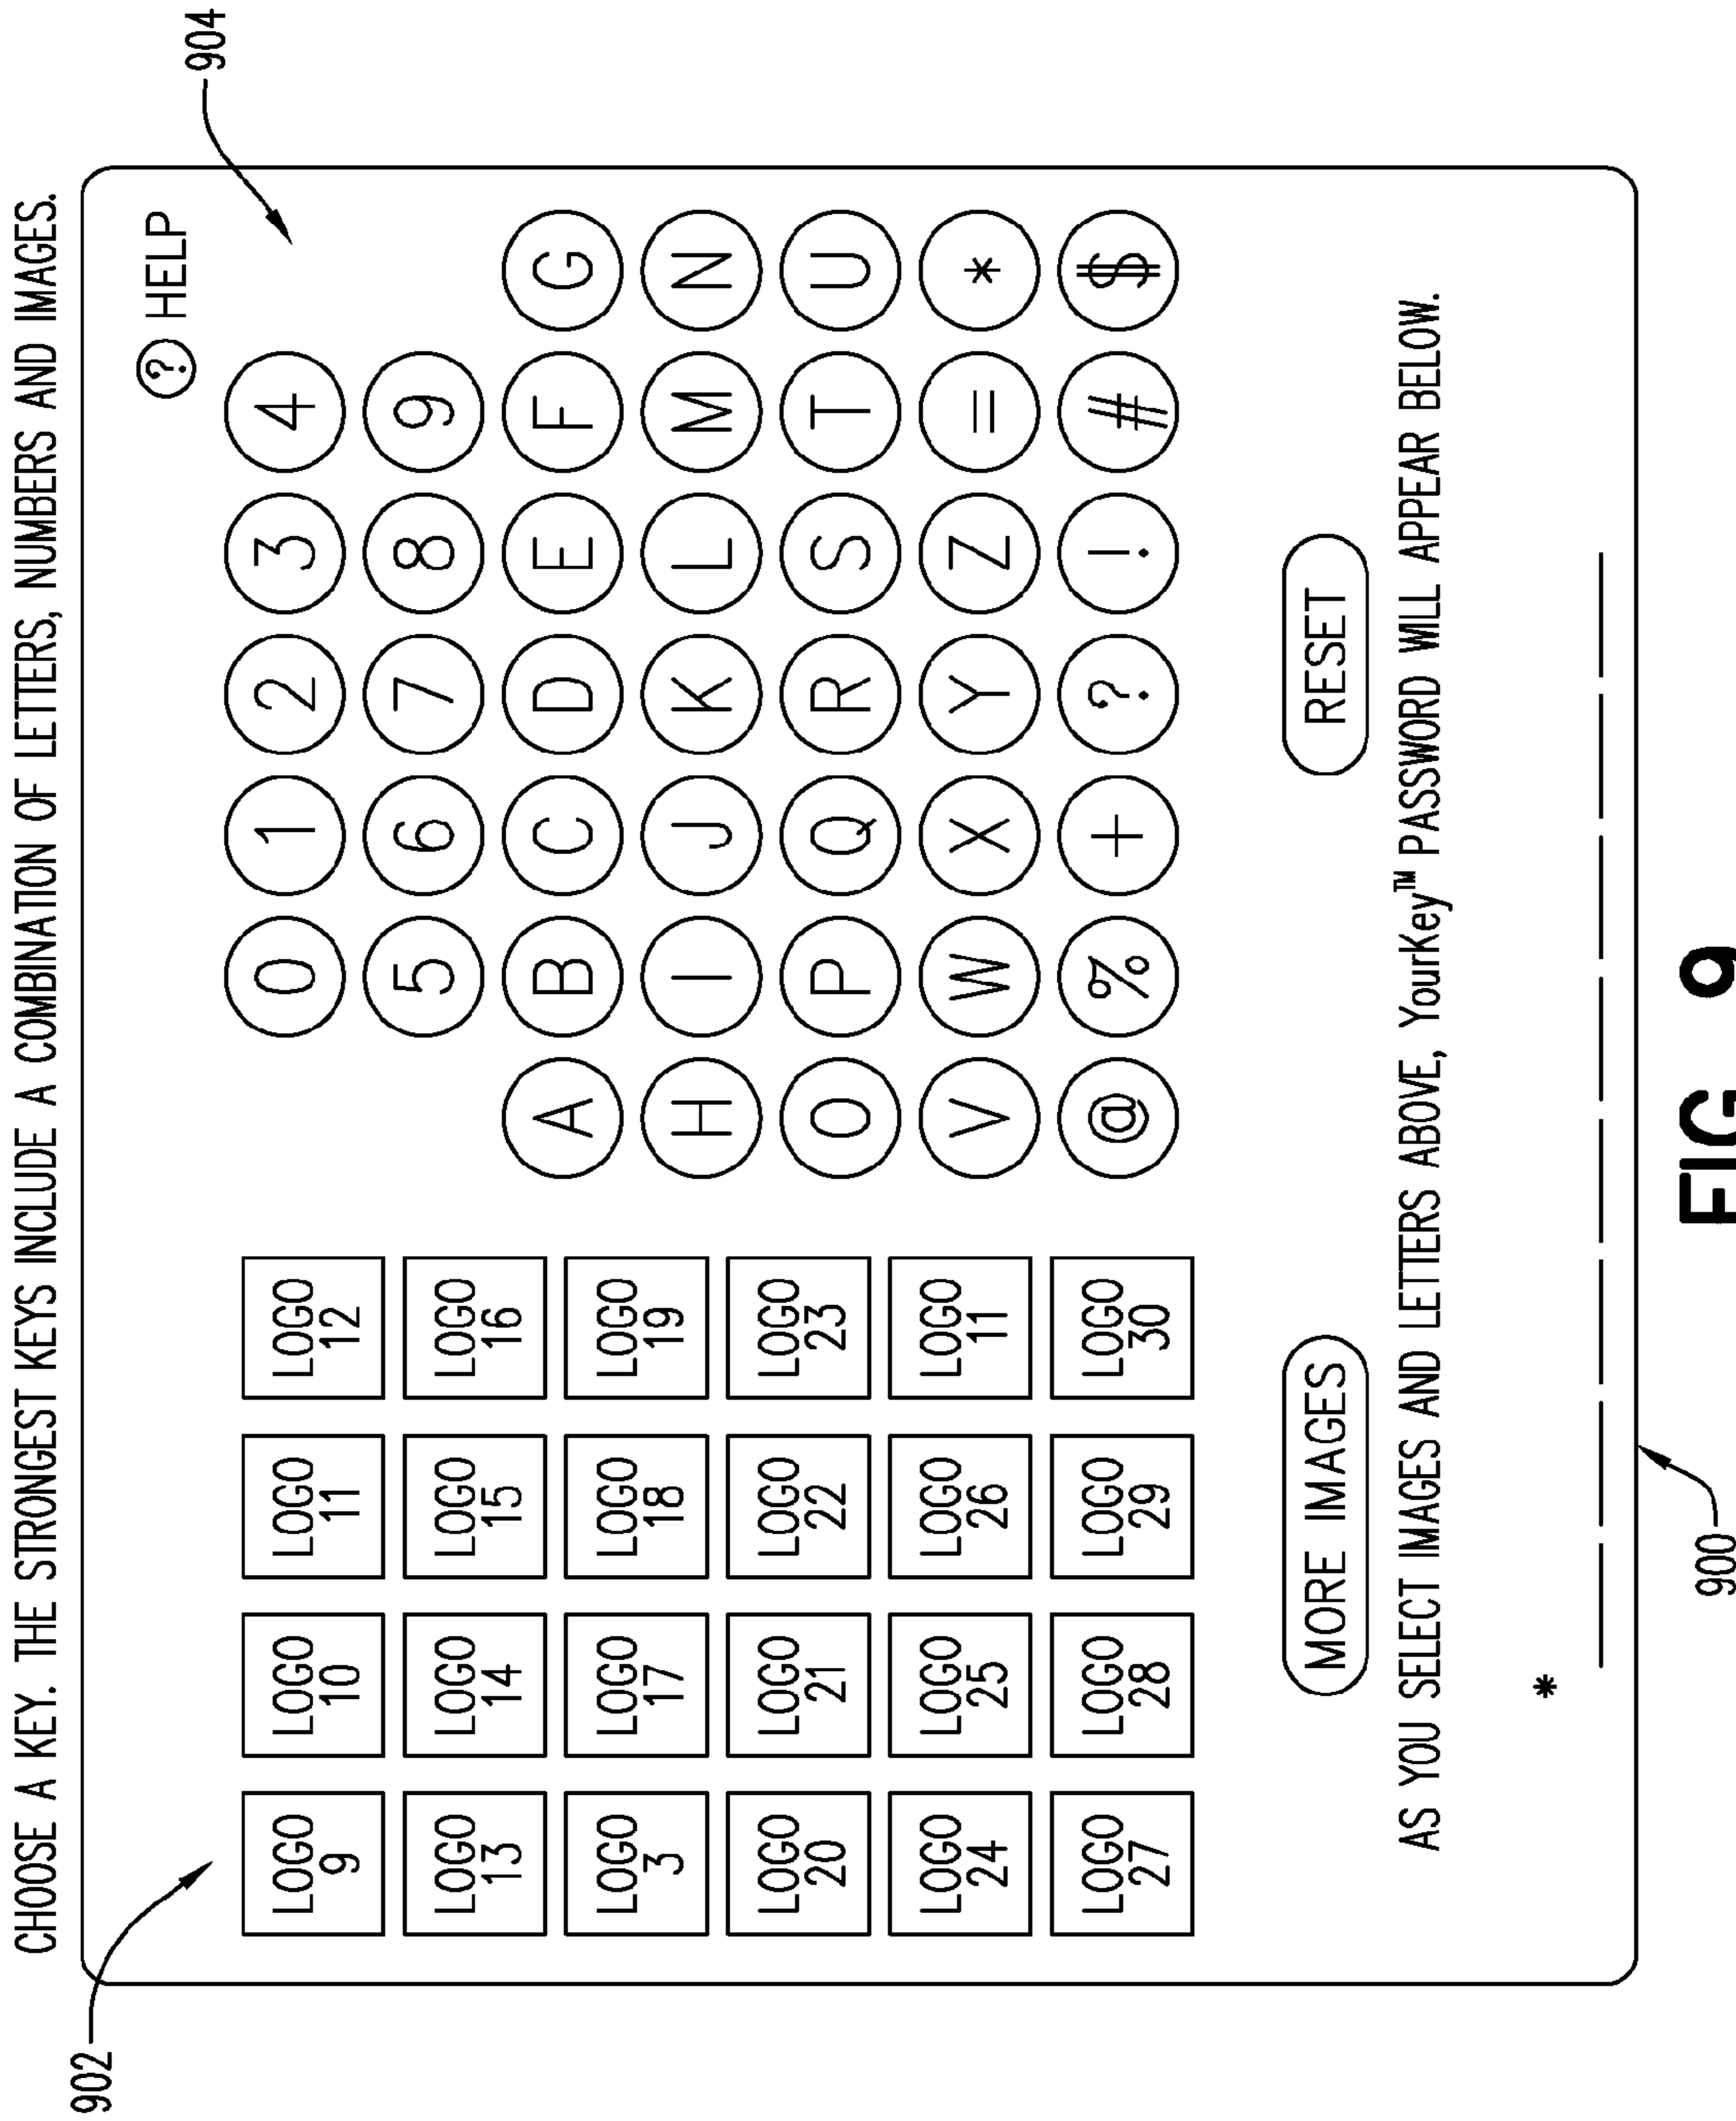 CHOOSE A KEY. THE STRONGEST KEYS INCLUDE A COMBINATION OF LETTERS, NUMBERS AND IMAGES.
902
904
? HELP
LOGO 9 LOGO 10 LOGO 11 LOGO 12
LOGO 13 LOGO 14 LOGO 15 LOGO 16
LOGO 3 LOGO 17 LOGO 18 LOGO 19
LOGO 20 LOGO 21 LOGO 22 LOGO 23
LOGO 24 LOGO 25 LOGO 26 LOGO 11
LOGO 27 LOGO 28 LOGO 29 LOGO 30
0 1 2 3 4
5 6 7 8 9
A B C D E F G
H I J K L M N
O P Q R S T U
V W X Y Z = *
@ % + ? ! # $
MORE IMAGES
RESET
AS YOU SELECT IMAGES AND LETTERS ABOVE, YourKey™ PASSWORD WILL APPEAR BELOW.
*
900
FIG. 9